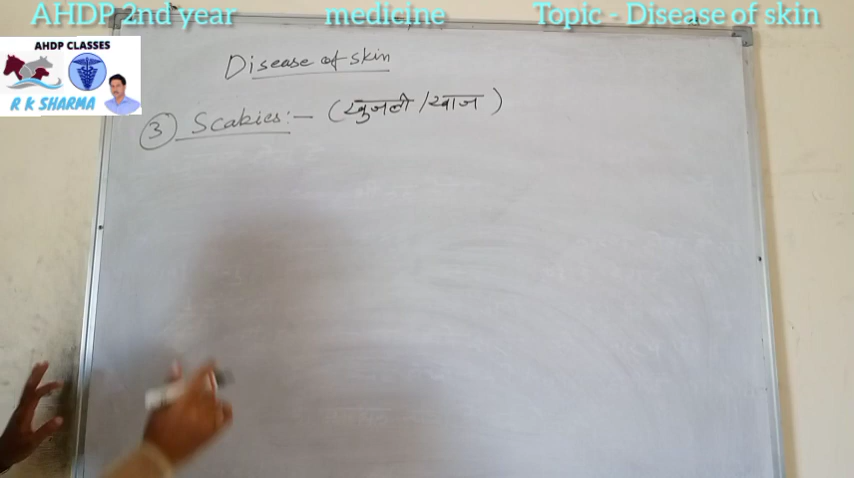 AHDP 2nd year medicine Topic - Disease of skin
AHDP CLASSES
R K SHARMA
Disease of skin
③ Scabies:- (खुजली/खाज)